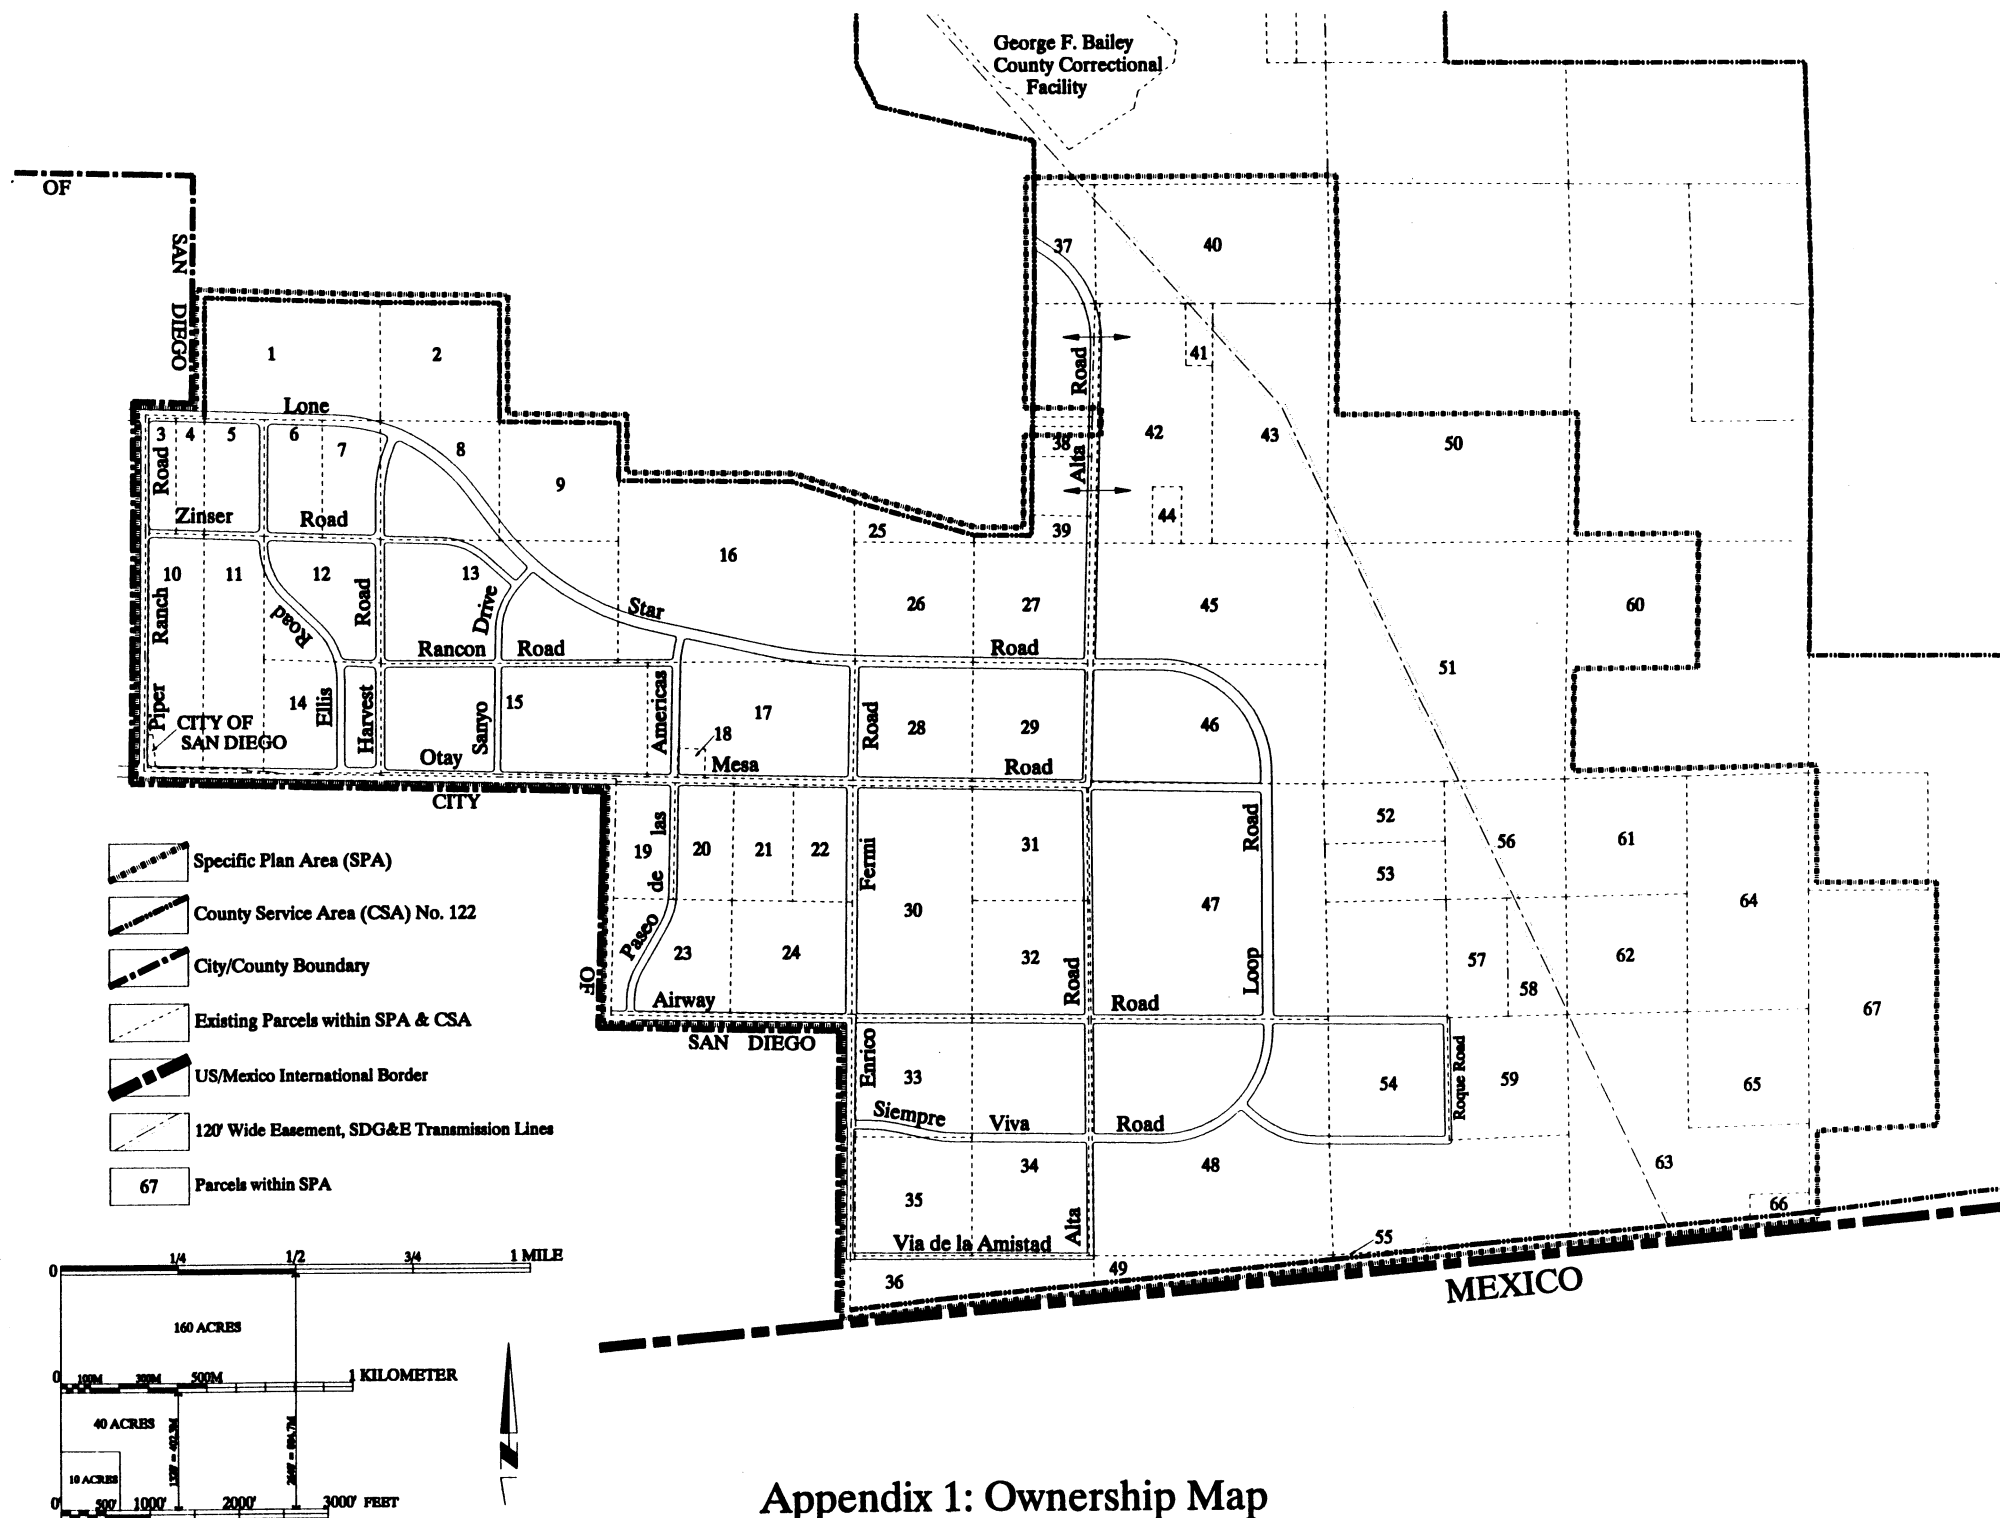 George F. Bailey
County Correctional
Facility
OF
SAN DIEGO
37
40
1
2
41
Road
Lone
3
4
5
6
7
8
9
38
Alta
42
43
50
Road
Zinser Road
44
25
39
16
10
11
12
13
Road
Ranch
Road
Drive
Star
26
27
45
60
Rancon Road
Road
51
14
Ellis
Harvest
Sanyo
15
Americas
17
18
Road
28
29
46
Piper
CITY OF
SAN DIEGO
Otay
Mesa
Road
CITY
las
de
Paseo
19
20
21
22
Fermi
31
Road
52
53
56
61
30
47
64
23
24
32
Road
Loop
57
58
62
67
OF
Airway
Road
SAN DIEGO
Enrico
33
54
Roque Road
59
65
Siempre Viva Road
34
48
63
35
Alta
66
Via de la Amistad
55
36
49
MEXICO
Specific Plan Area (SPA)
County Service Area (CSA) No. 122
City/County Boundary
Existing Parcels within SPA & CSA
US/Mexico International Border
120' Wide Easement, SDG&E Transmission Lines
67 Parcels within SPA
0 1/4 1/2 3/4 1 MILE
160 ACRES
0 100M 300M 500M 1 KILOMETER
40 ACRES
1320' = 402.3M
2640' = 804.7M
10 ACRES
0' 500' 1000' 2000' 3000' FEET
N
Appendix 1: Ownership Map